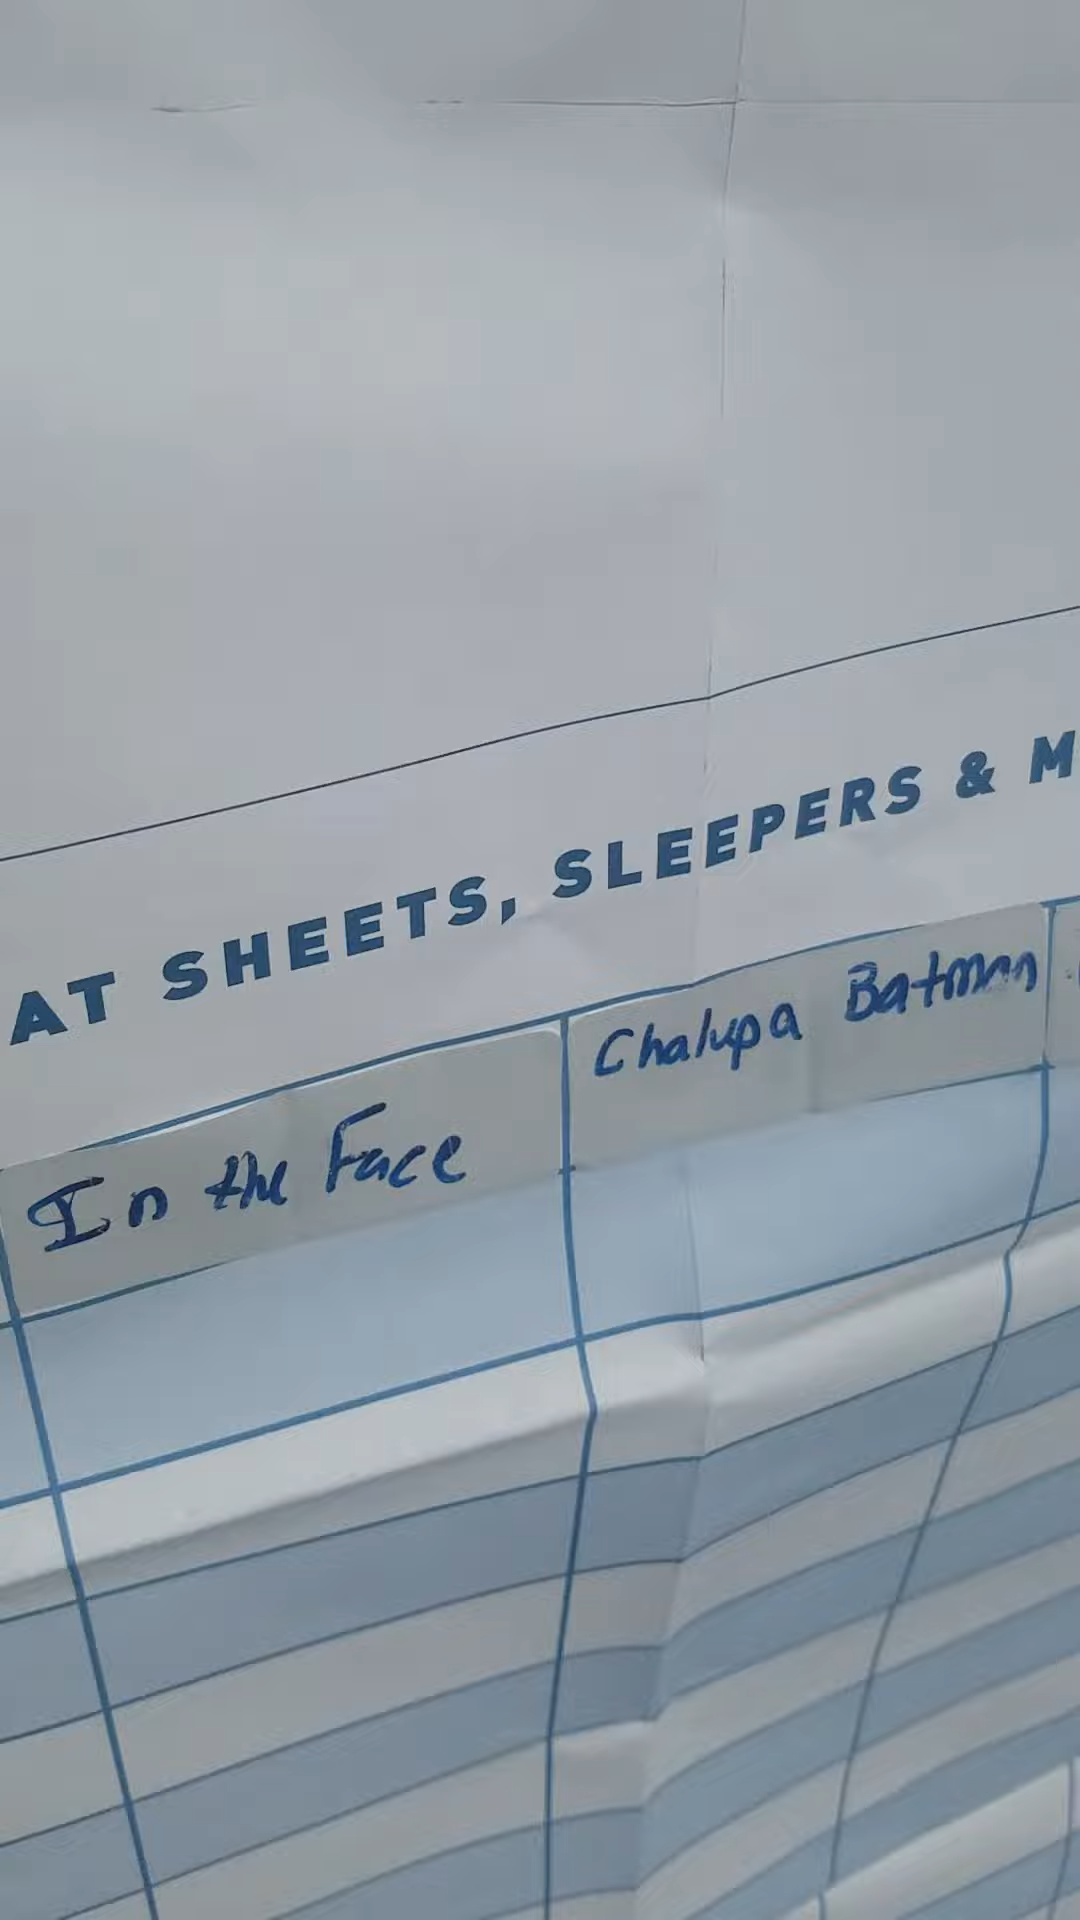 AT SHEETS, SLEEPERS & M
In the Face
Chalupa Batman